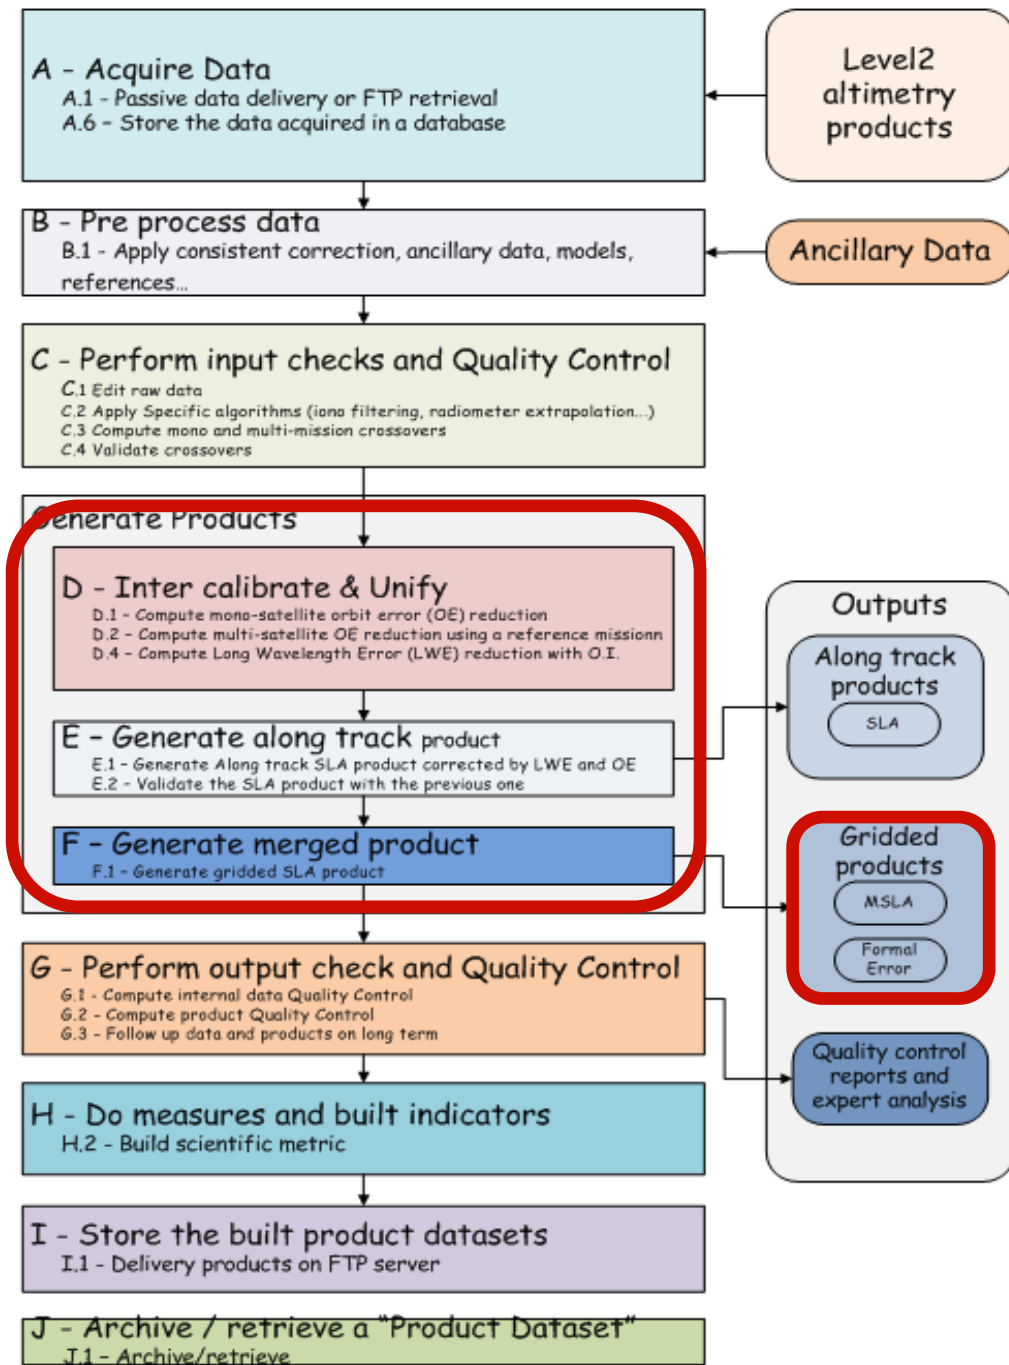 A - Acquire Data
A.1 - Passive data delivery or FTP retrieval
A.6 - Store the data acquired in a database
Level2
altimetry
products
B - Pre process data
B.1 - Apply consistent correction, ancillary data, models,
references...
Ancillary Data
C - Perform input checks and Quality Control
C.1 Edit raw data
C.2 Apply Specific algorithms (iono filtering, radiometer extrapolation...)
C.3 Compute mono and multi-mission crossovers
C.4 Validate crossovers
Generate Products
D - Inter calibrate & Unify
D.1 - Compute mono-satellite orbit error (OE) reduction
D.2 - Compute multi-satellite OE reduction using a reference missionn
D.4 - Compute Long Wavelength Error (LWE) reduction with O.I.
E - Generate along track product
E.1 - Generate Along track SLA product corrected by LWE and OE
E.2 - Validate the SLA product with the previous one
F - Generate merged product
F.1 - Generate gridded SLA product
Outputs
Along track
products
SLA
Gridded
products
MSLA
Formal
Error
Quality control
reports and
expert analysis
G - Perform output check and Quality Control
G.1 - Compute internal data Quality Control
G.2 - Compute product Quality Control
G.3 - Follow up data and products on long term
H - Do measures and built indicators
H.2 - Build scientific metric
I - Store the built product datasets
I.1 - Delivery products on FTP server
J - Archive / retrieve a "Product Dataset"
J.1 - Archive/retrieve